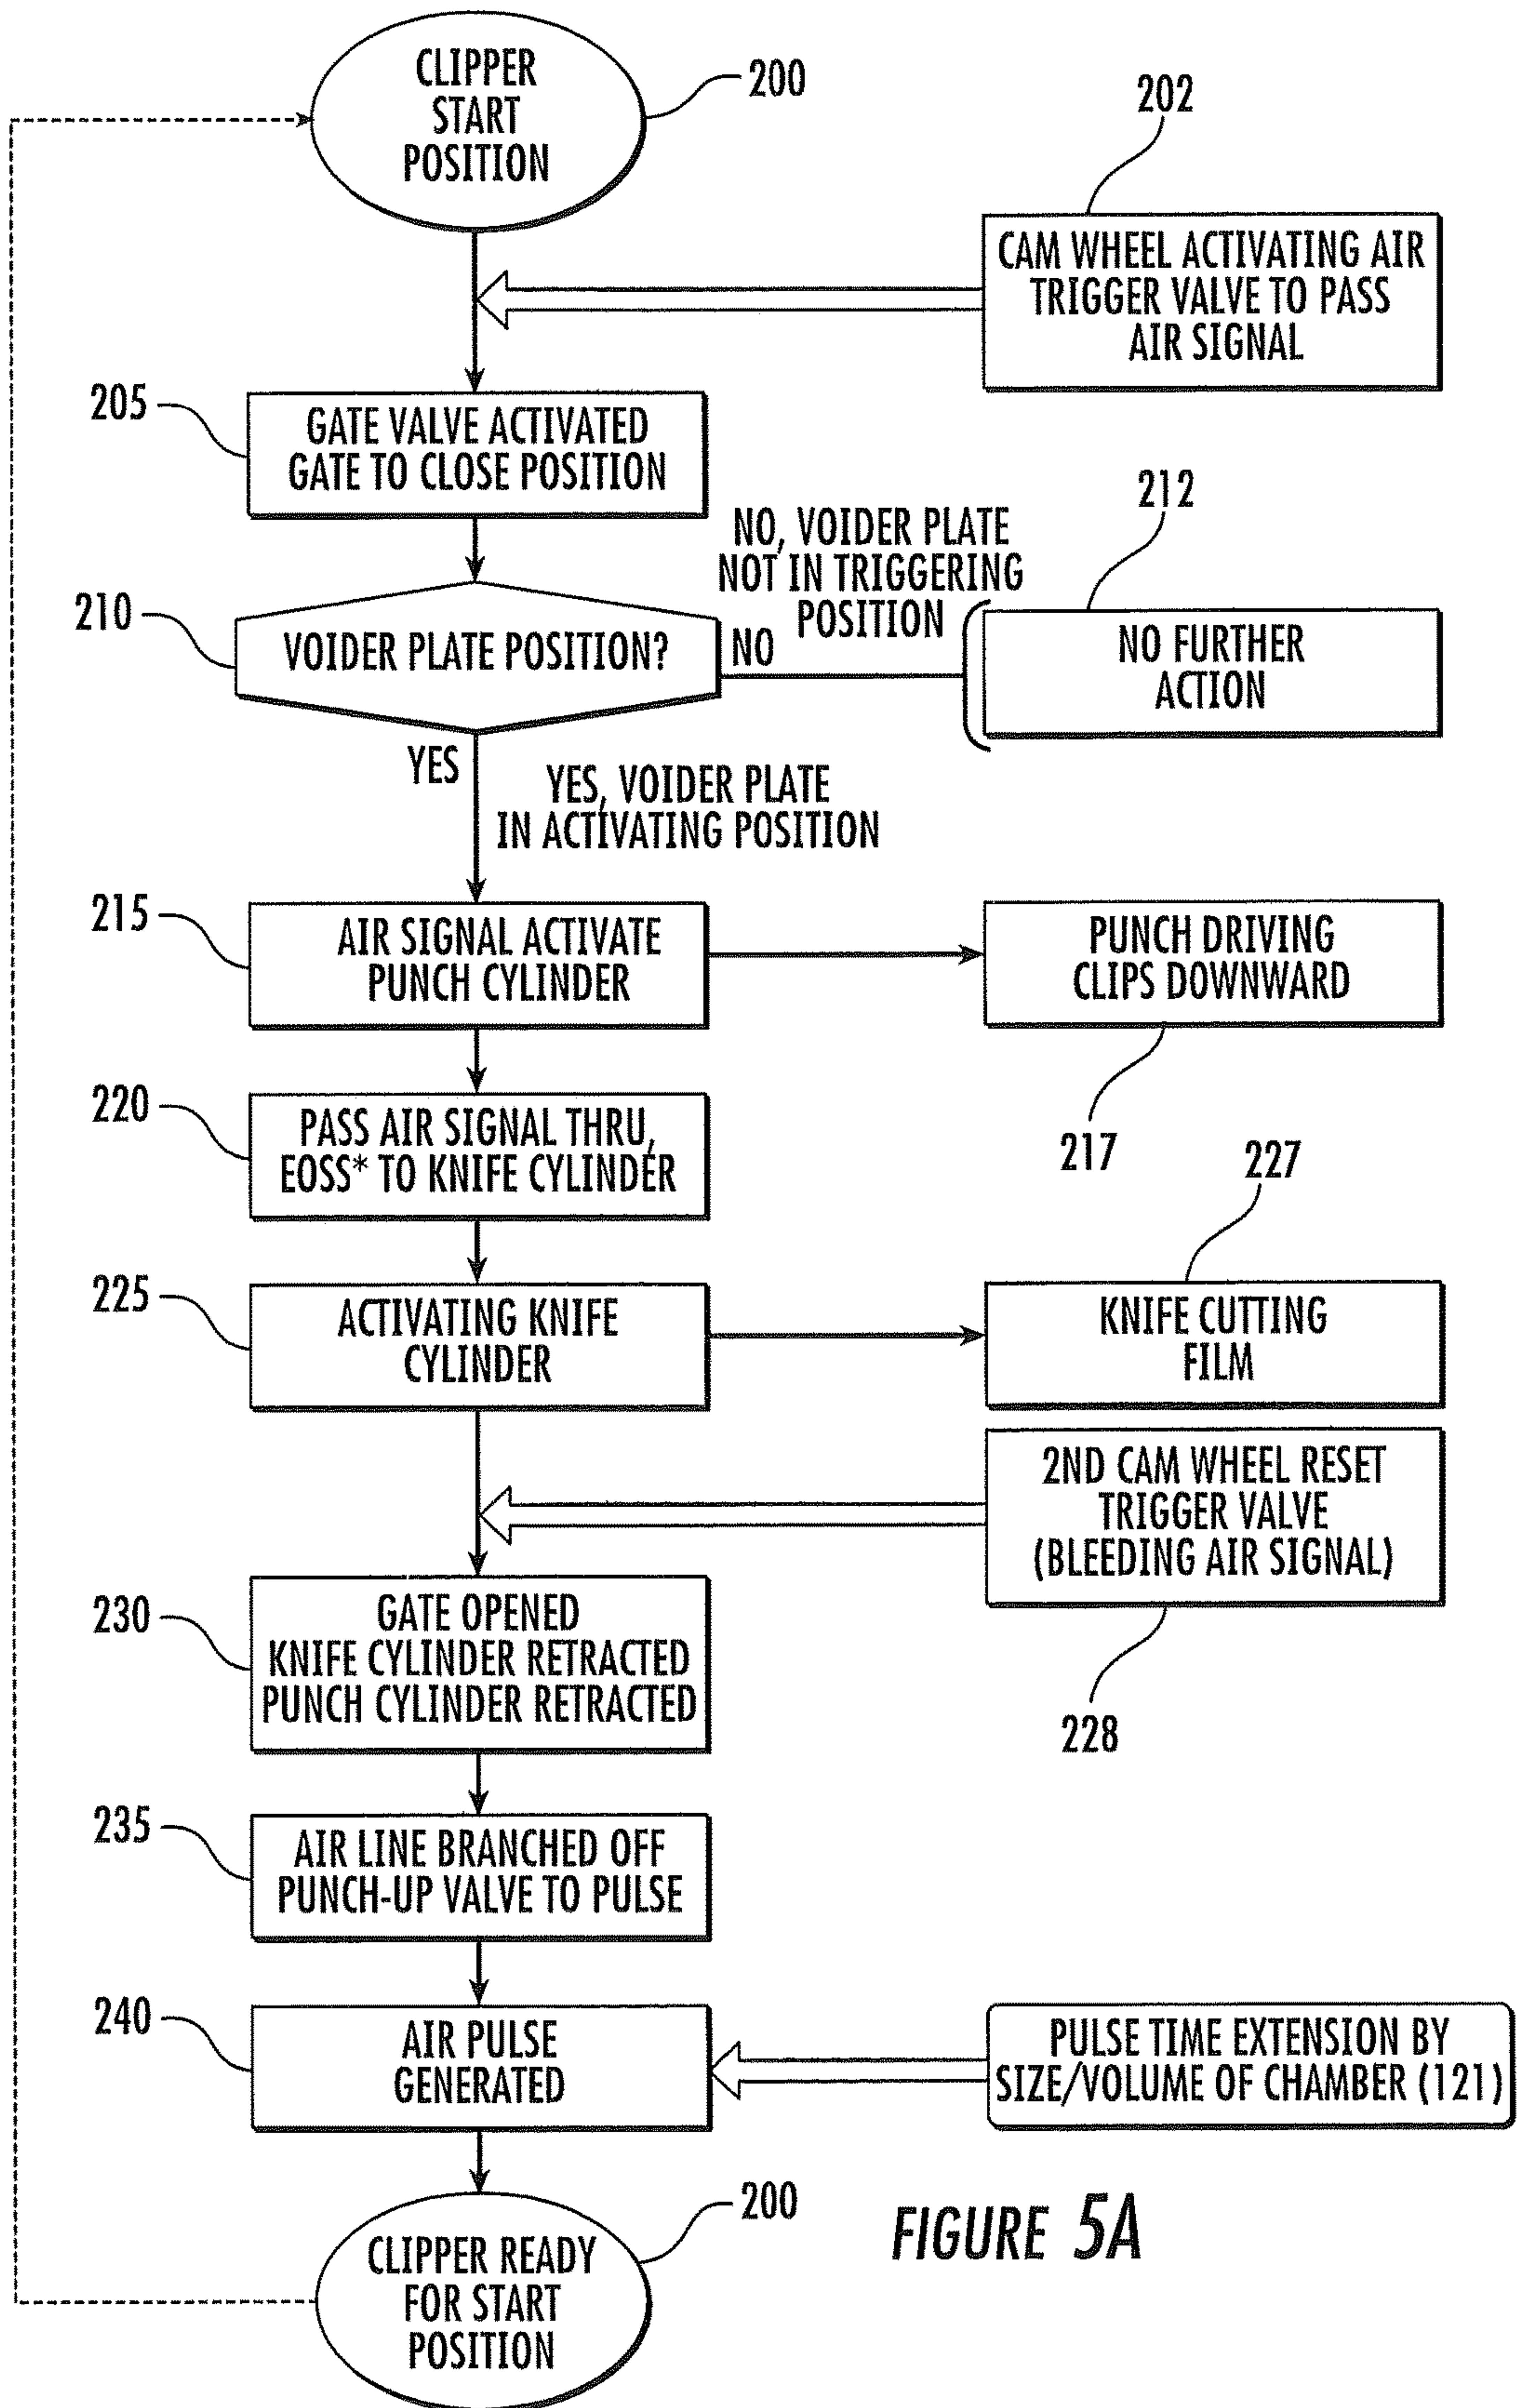 CLIPPER
START
POSITION
200
202
CAM WHEEL ACTIVATING AIR
TRIGGER VALVE TO PASS
AIR SIGNAL
205
GATE VALVE ACTIVATED
GATE TO CLOSE POSITION
210
VOIDER PLATE POSITION?
NO, VOIDER PLATE
NOT IN TRIGGERING
POSITION
NO
212
NO FURTHER
ACTION
YES
YES, VOIDER PLATE
IN ACTIVATING POSITION
215
AIR SIGNAL ACTIVATE
PUNCH CYLINDER
PUNCH DRIVING
CLIPS DOWNWARD
217
220
PASS AIR SIGNAL THRU,
EOSS* TO KNIFE CYLINDER
225
ACTIVATING KNIFE
CYLINDER
227
KNIFE CUTTING
FILM
2ND CAM WHEEL RESET
TRIGGER VALVE
(BLEEDING AIR SIGNAL)
228
230
GATE OPENED
KNIFE CYLINDER RETRACTED
PUNCH CYLINDER RETRACTED
235
AIR LINE BRANCHED OFF
PUNCH-UP VALVE TO PULSE
240
AIR PULSE
GENERATED
PULSE TIME EXTENSION BY
SIZE/VOLUME OF CHAMBER (121)
200
CLIPPER READY
FOR START
POSITION
FIGURE 5A